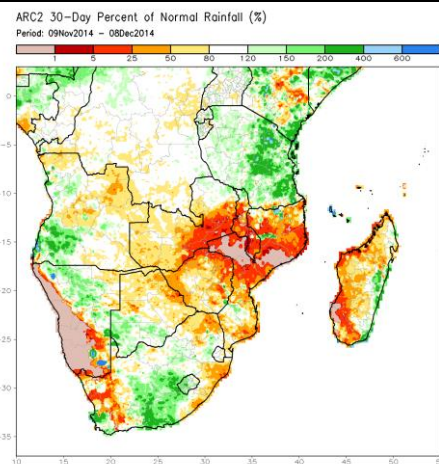 ARC2 30-Day Percent of Normal Rainfall (%)
Period: 09Nov2014 - 08Dec2014
1 5 25 50 80 120 150 200 400 600
0
-5
-10
-15
-20
-25
-30
-35
10 15 20 25 30 35 40 45 50